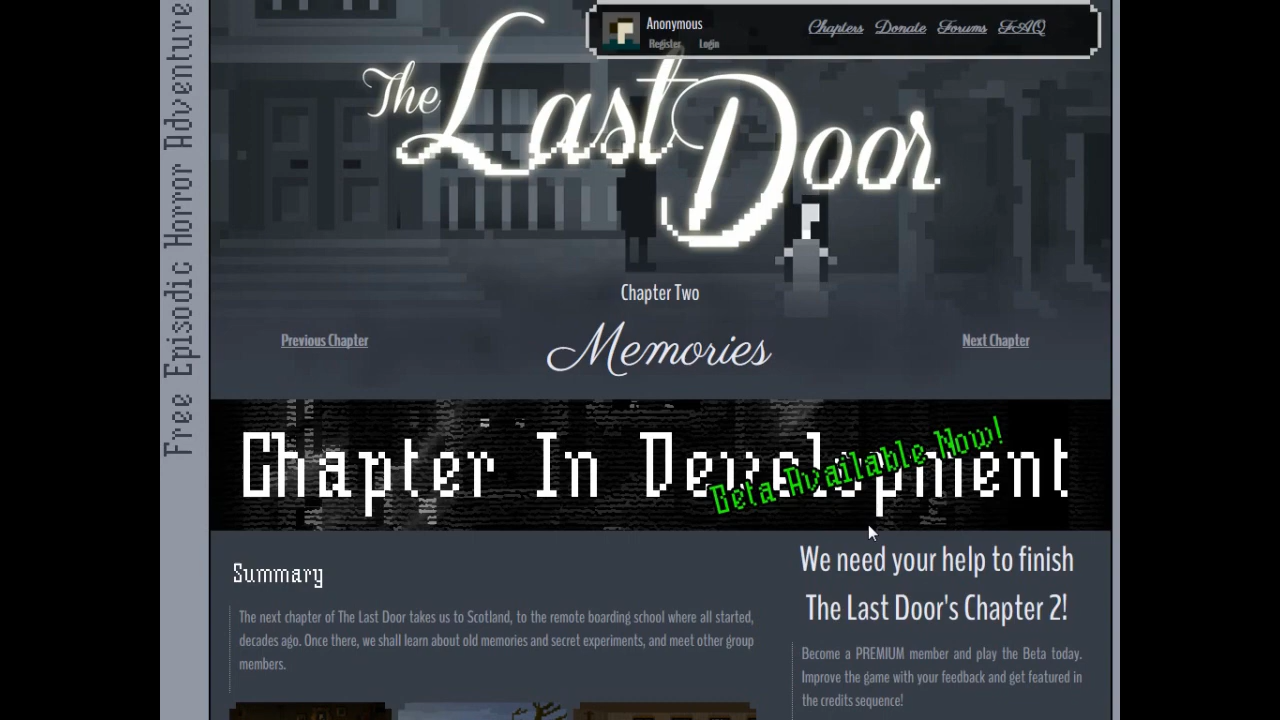 Free Episodic Horror Adventure
Anonymous
Register Login
Chapters Donate Forums FAQ
The Last Door
Chapter Two
Previous Chapter
Memories
Next Chapter
Chapter In Development
Beta Available Now!
Summary
The next chapter of The Last Door takes us to Scotland, to the remote boarding school where all started,
decades ago. Once there, we shall learn about old memories and secret experiments, and meet other group
members.
We need your help to finish
The Last Door's Chapter 2!
Become a PREMIUM member and play the Beta today.
Improve the game with your feedback and get featured in
the credits sequence!